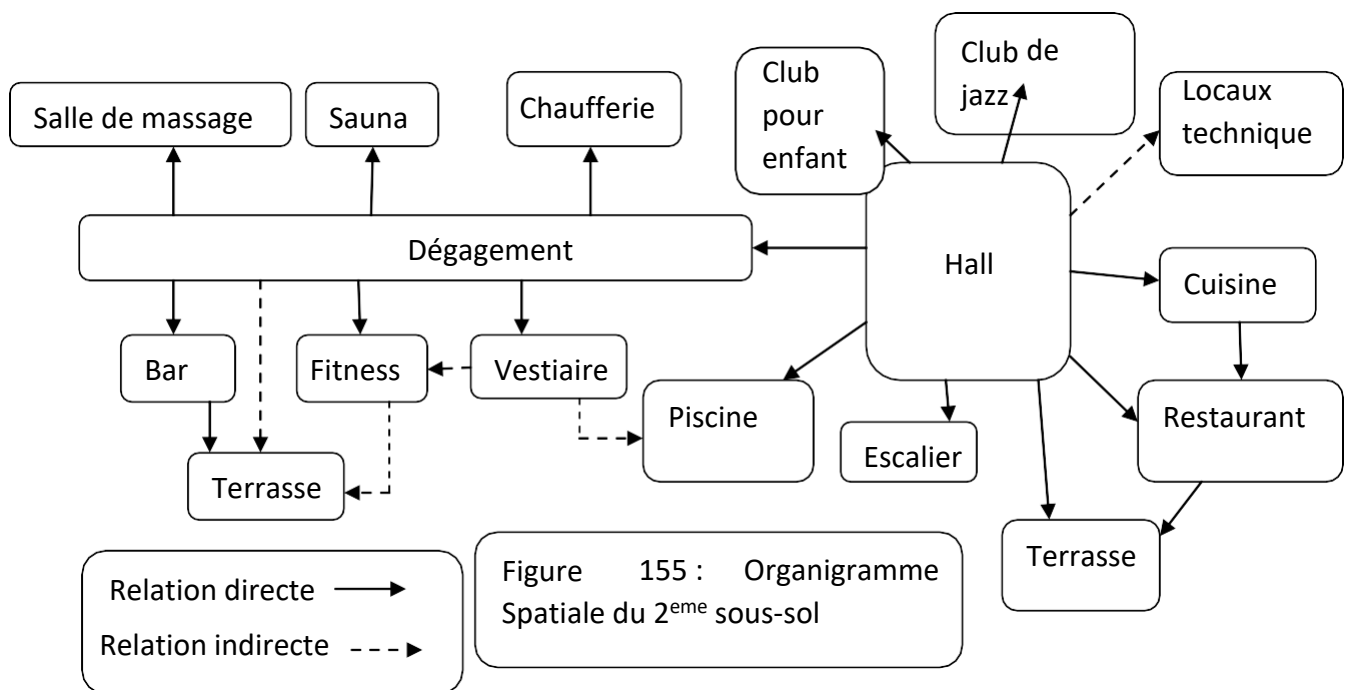 Club de
jazz
Club
pour
enfant
Locaux
technique
Chaufferie
Salle de massage
Sauna
Dégagement
Hall
Cuisine
Bar
Fitness
Vestiaire
Piscine
Restaurant
Escalier
Terrasse
Terrasse
Relation directe
Relation indirecte
Figure 155 : Organigramme
Spatiale du 2eme sous-sol